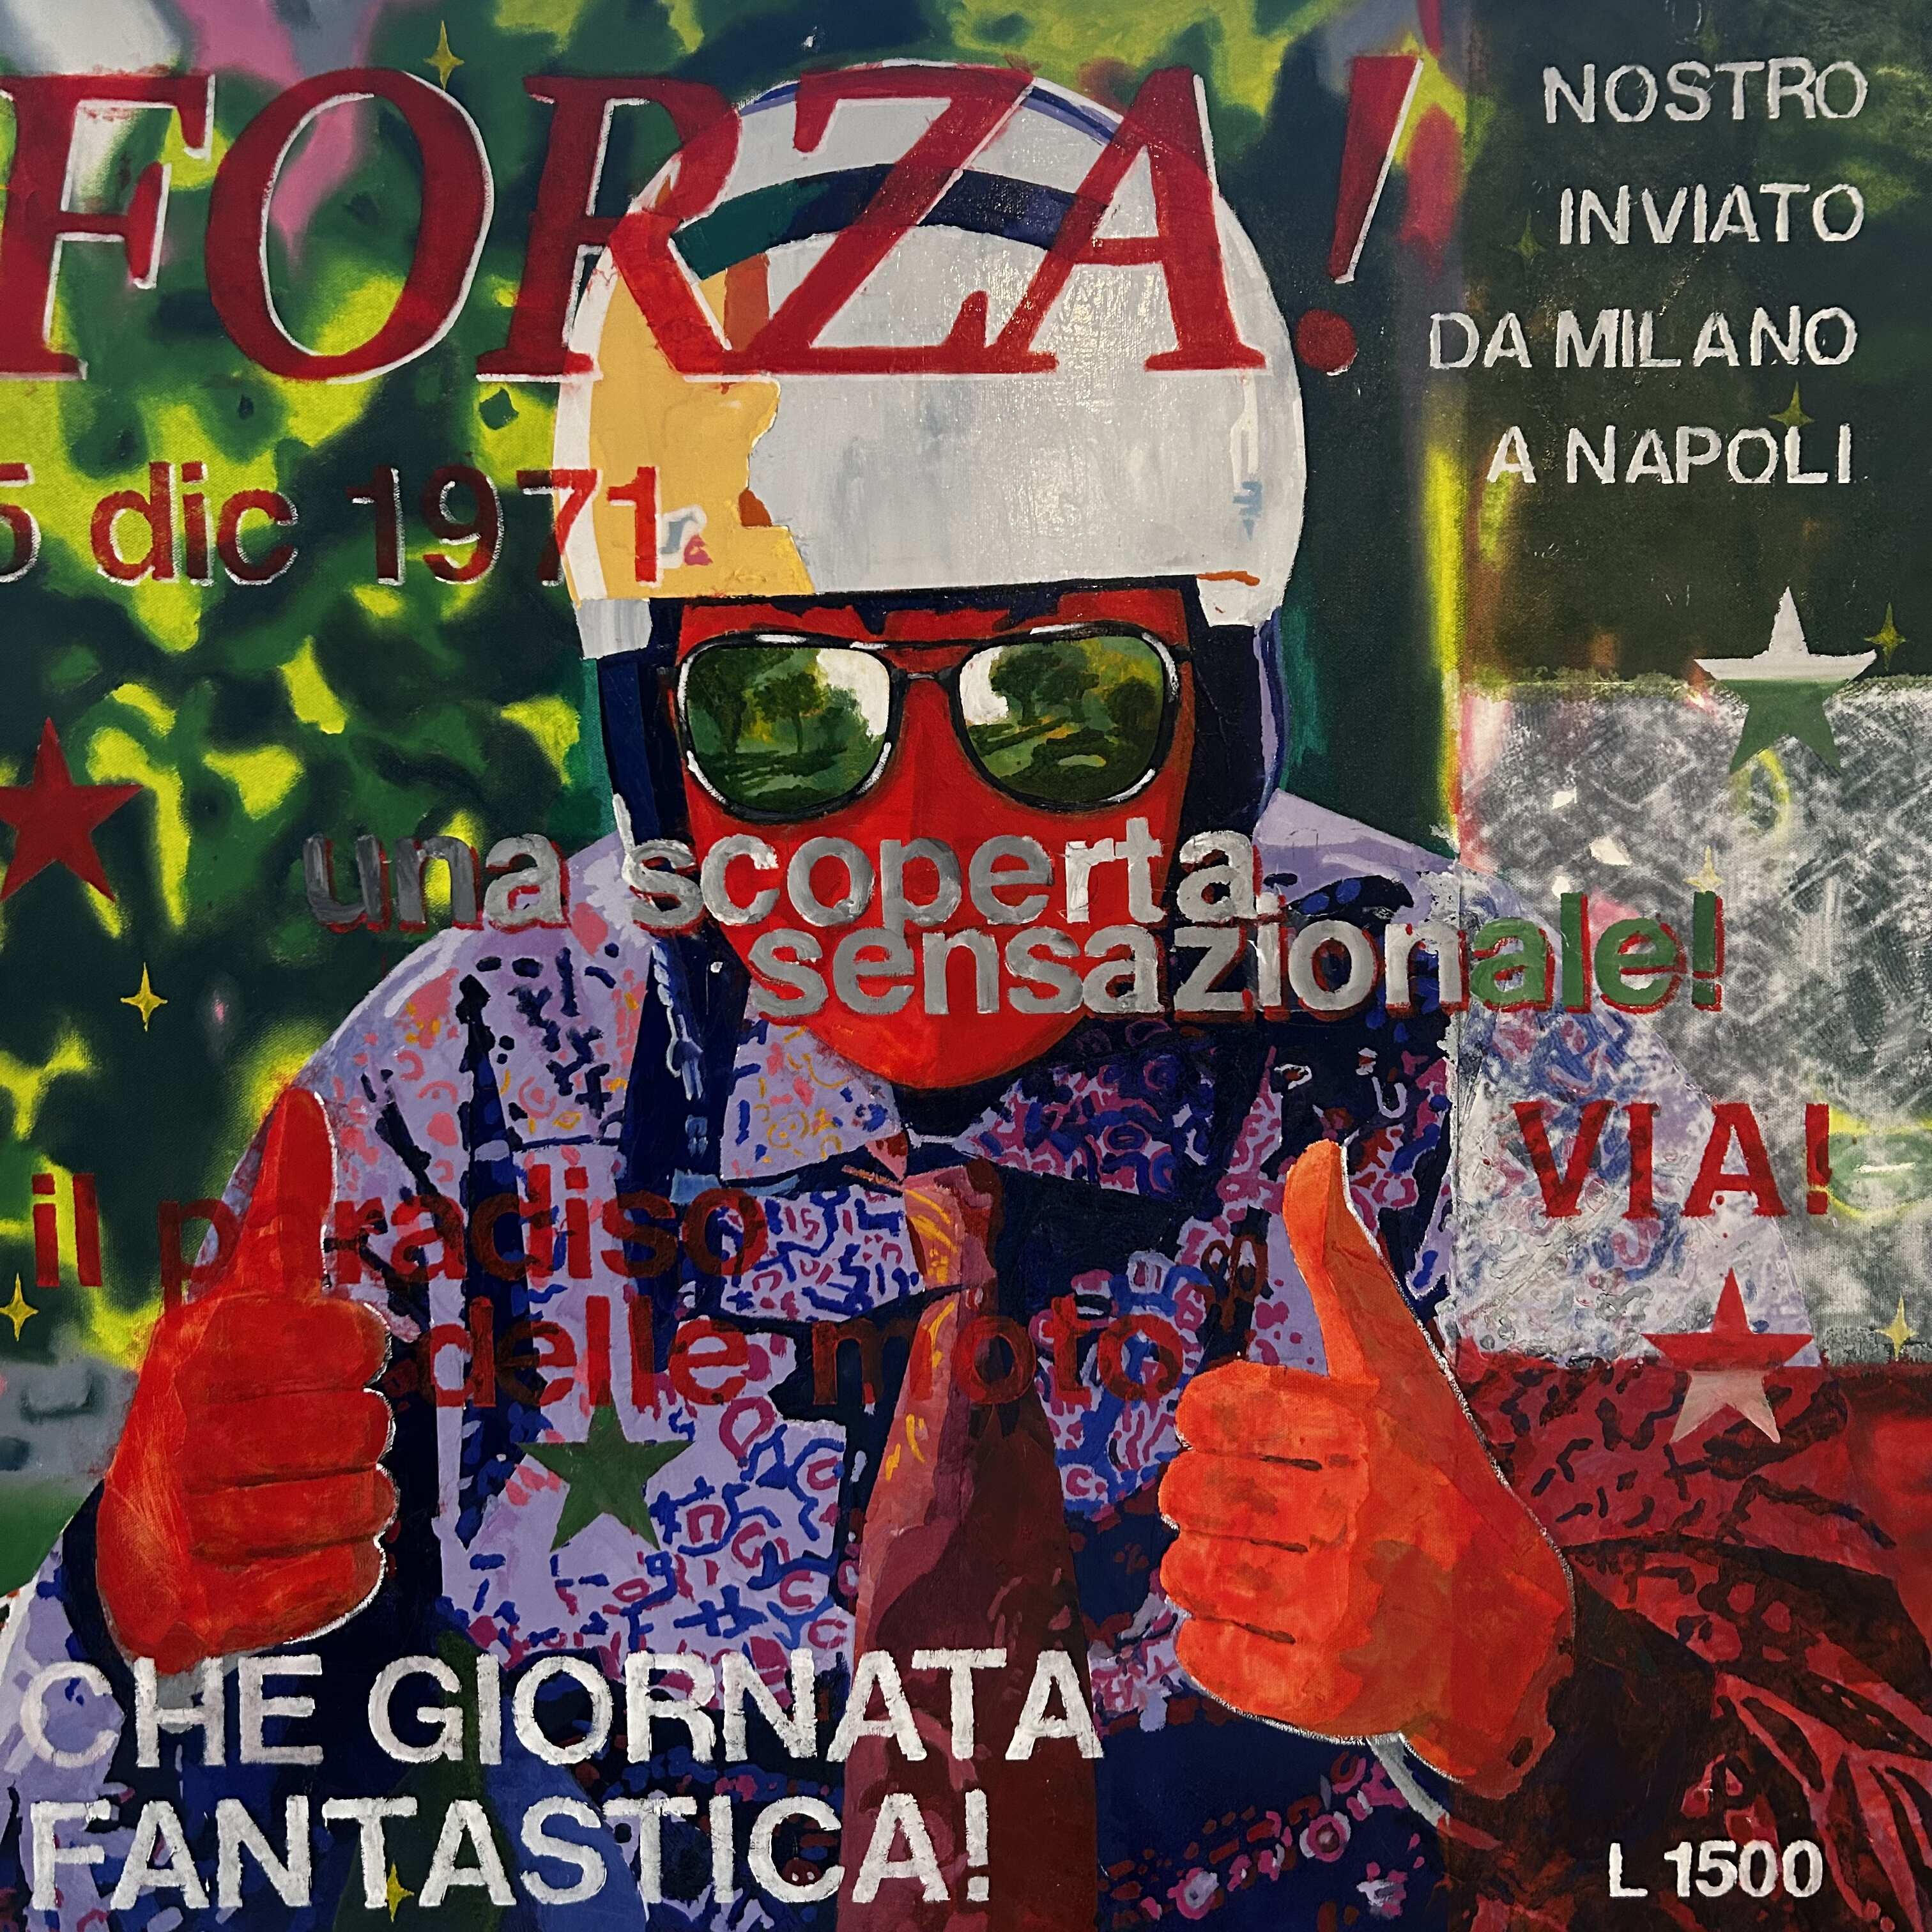 FORZA!
NOSTRO
INVIATO
DA MILANO
A NAPOLI
5 dic 1971
una scoperta
sensazionale!
VIA!
il paradiso
delle moto
CHE GIORNATA
FANTASTICA!
L 1500